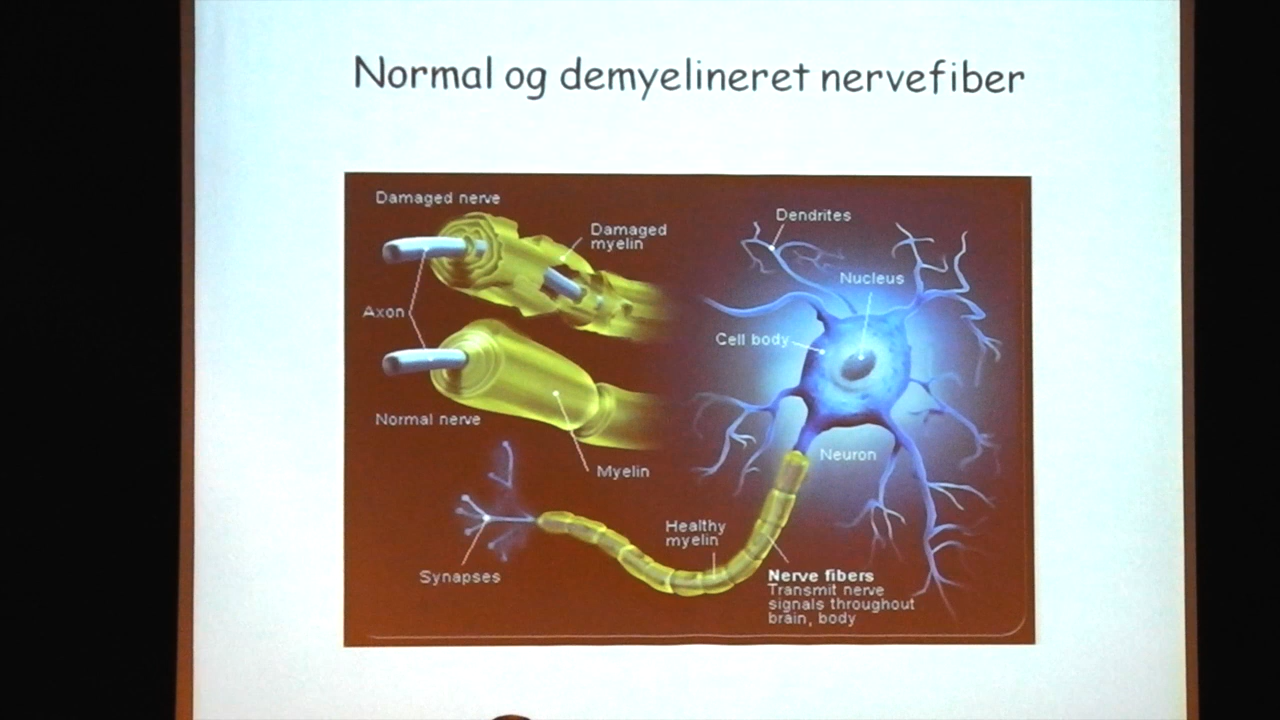 Normal og demyelineret nervefiber
Damaged nerve
Damaged
myelin
Axon
Normal nerve
Myelin
Dendrites
Nucleus
Cell body
Neuron
Healthy
myelin
Synapses
Nerve fibers
Transmit nerve
signals throughout
brain, body